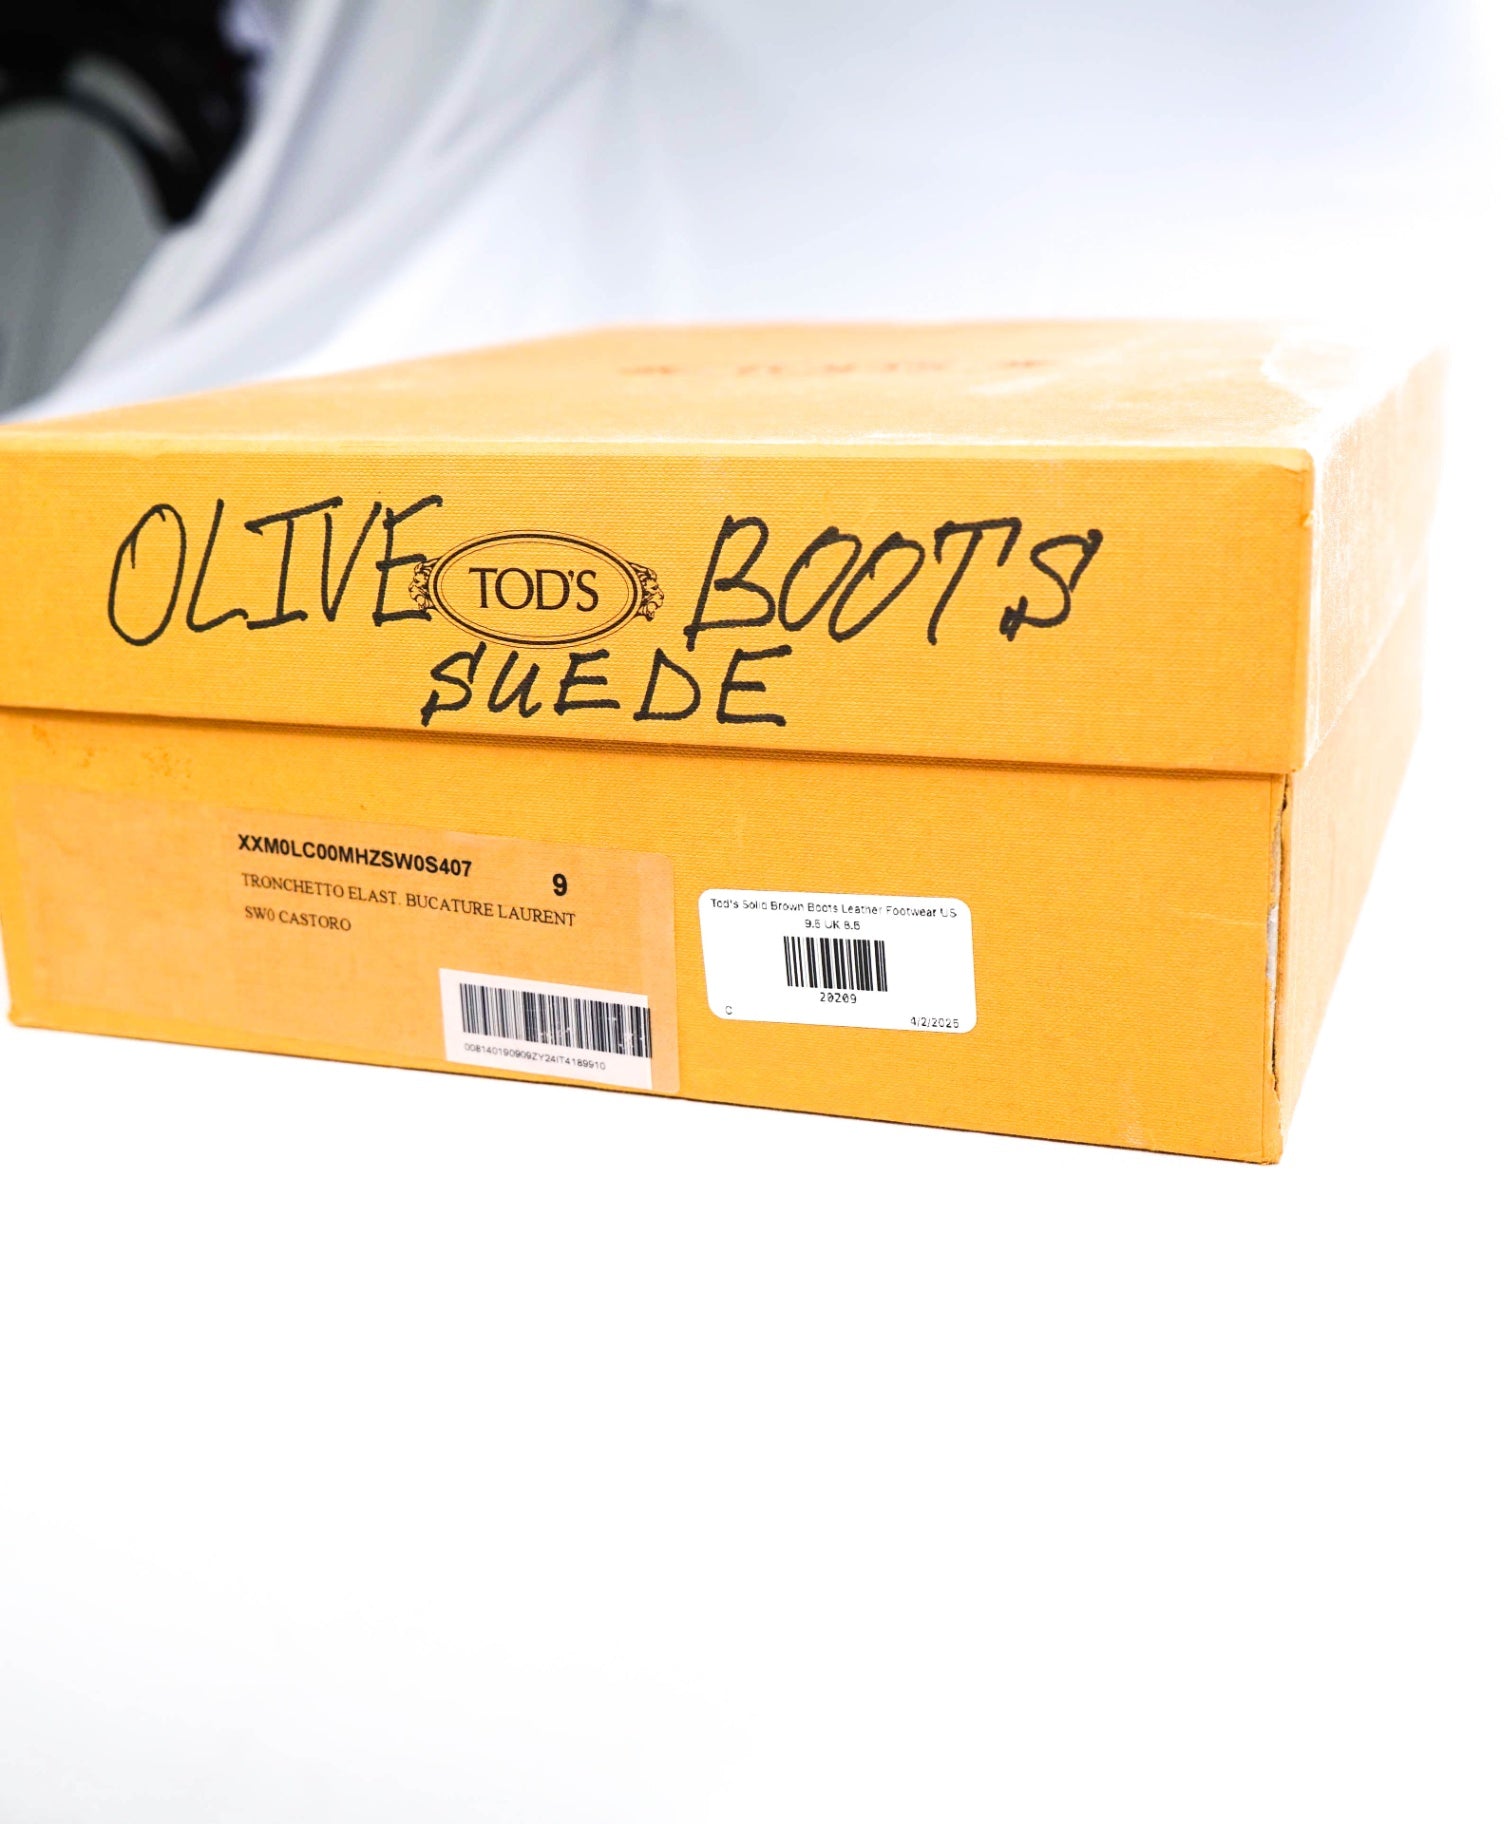 OLIVE TOD'S BOOTS
SUEDE
XXM0LC00MHZSW0S407
9
TRONCHETTO ELAST. BUCATURE LAURENT
SW0 CASTORO
008140190909ZY24IT4189910
Tod's Solid Brown Boots Leather Footwear US
9.5 UK 8.5
20209
C
4/2/2025